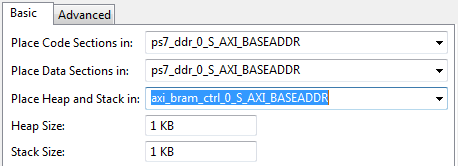 Basic Advanced
Place Code Sections in: ps7_ddr_0_S_AXI_BASEADDR
Place Data Sections in: ps7_ddr_0_S_AXI_BASEADDR
Place Heap and Stack in: axi_bram_ctrl_0_S_AXI_BASEADDR
Heap Size: 1 KB
Stack Size: 1 KB